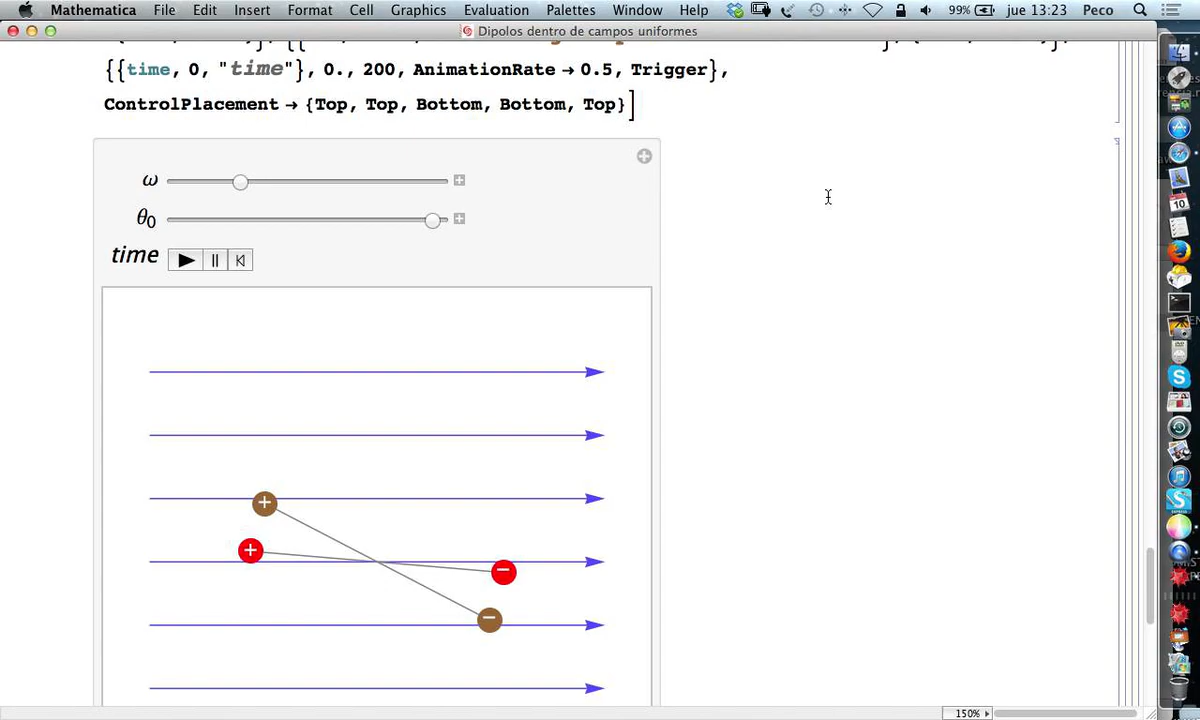 Mathematica File Edit Insert Format Cell Graphics Evaluation Palettes Window Help 99% jue 13:23 Peco
Dipolos dentro de campos uniformes
{{time, 0, "time"}, 0., 200, AnimationRate → 0.5, Trigger},
ControlPlacement → {Top, Top, Bottom, Bottom, Top}]
ω
θ0
time
+
+
−
−
150%
10